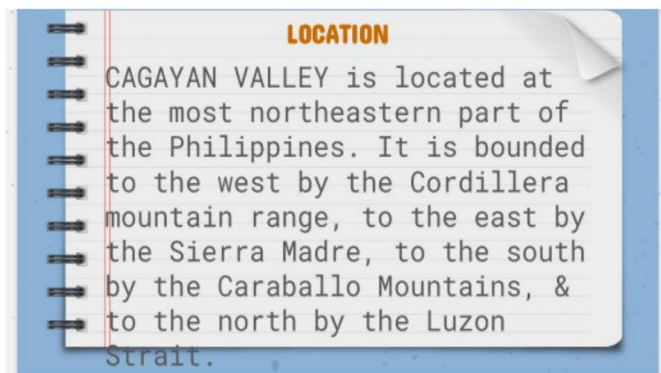 LOCATION
CAGAYAN VALLEY is located at
the most northeastern part of
the Philippines. It is bounded
to the west by the Cordillera
mountain range, to the east by
the Sierra Madre, to the south
by the Caraballo Mountains, &
to the north by the Luzon
Strait.